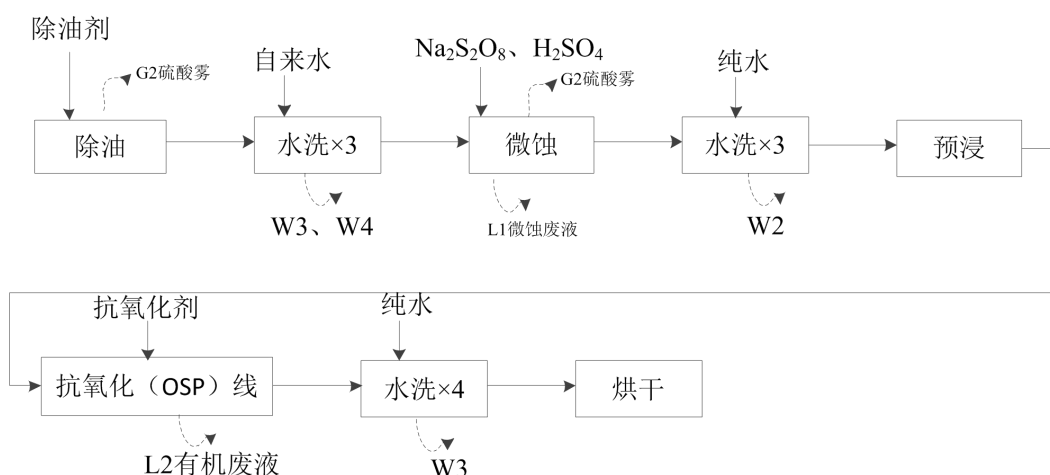 除油剂
G2硫酸雾
自来水
Na₂S₂O₈、H₂SO₄
G2硫酸雾
纯水
除油
水洗×3
微蚀
水洗×3
预浸
W3、W4
L1微蚀废液
W2
抗氧化剂
纯水
抗氧化（OSP）线
水洗×4
烘干
L2有机废液
W3